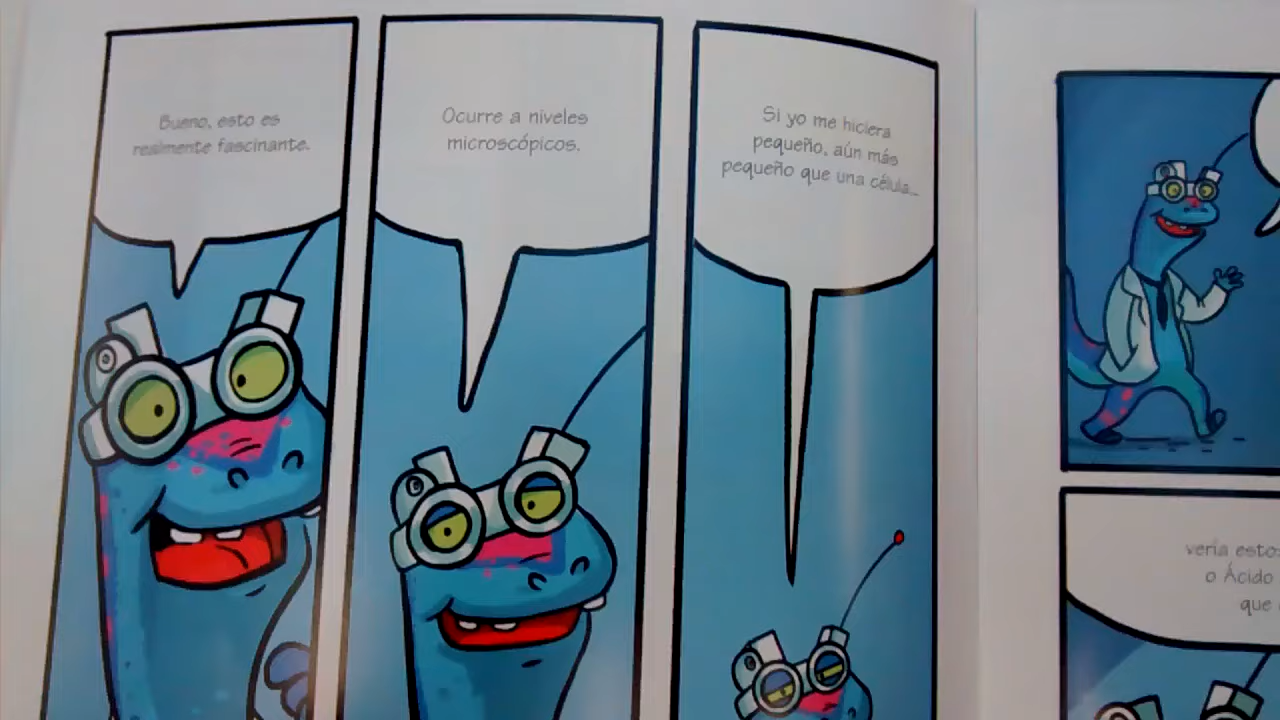 Bueno, esto es
realmente fascinante.
Ocurre a niveles
microscópicos.
Si yo me hiciera
pequeño, aún más
pequeño que una célula...
vería esto
o Ácido
que